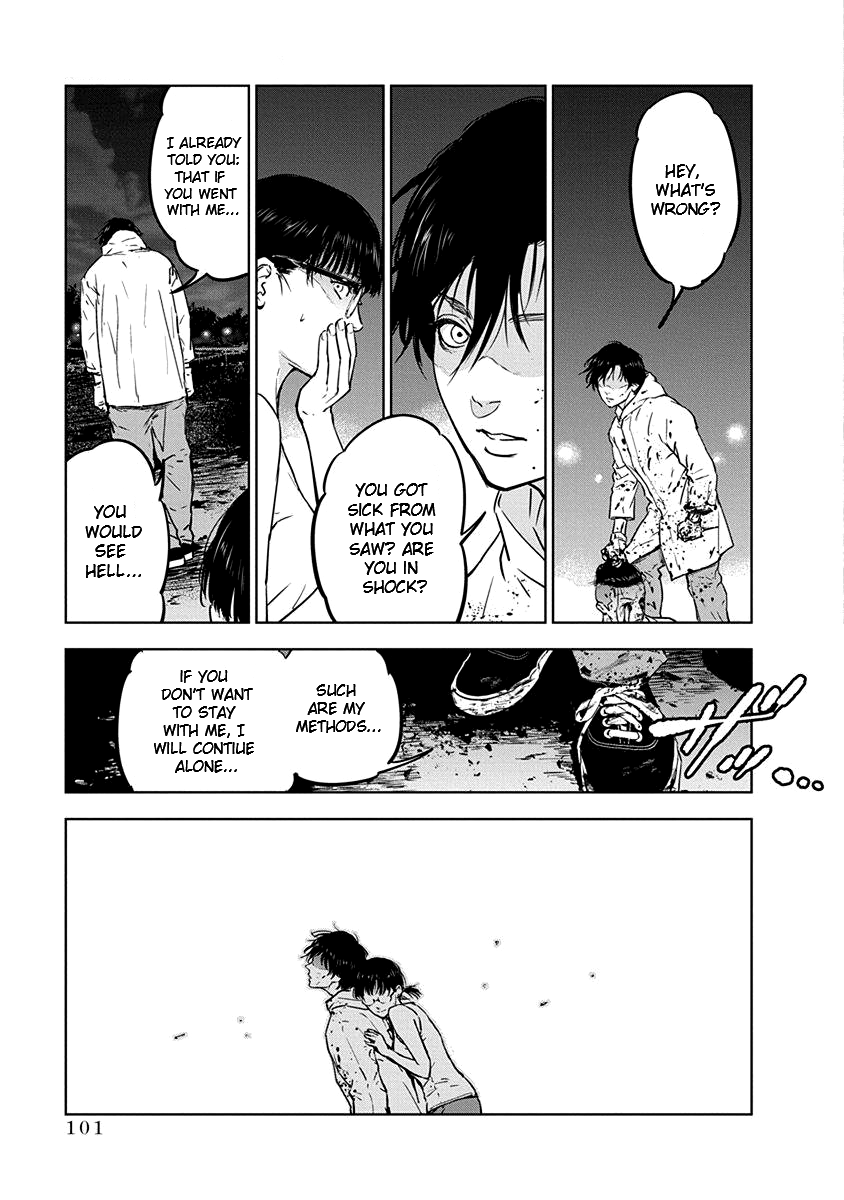 HEY,
WHAT'S
WRONG?
YOU GOT
SICK FROM
WHAT YOU
SAW? ARE
YOU IN
SHOCK?
I ALREADY
TOLD YOU:
THAT IF
YOU WENT
WITH ME...
YOU
WOULD
SEE
HELL...
SUCH
ARE MY
METHODS...
IF YOU
DON'T WANT
TO STAY
WITH ME, I
WILL CONTIUE
ALONE...
ザッ
101